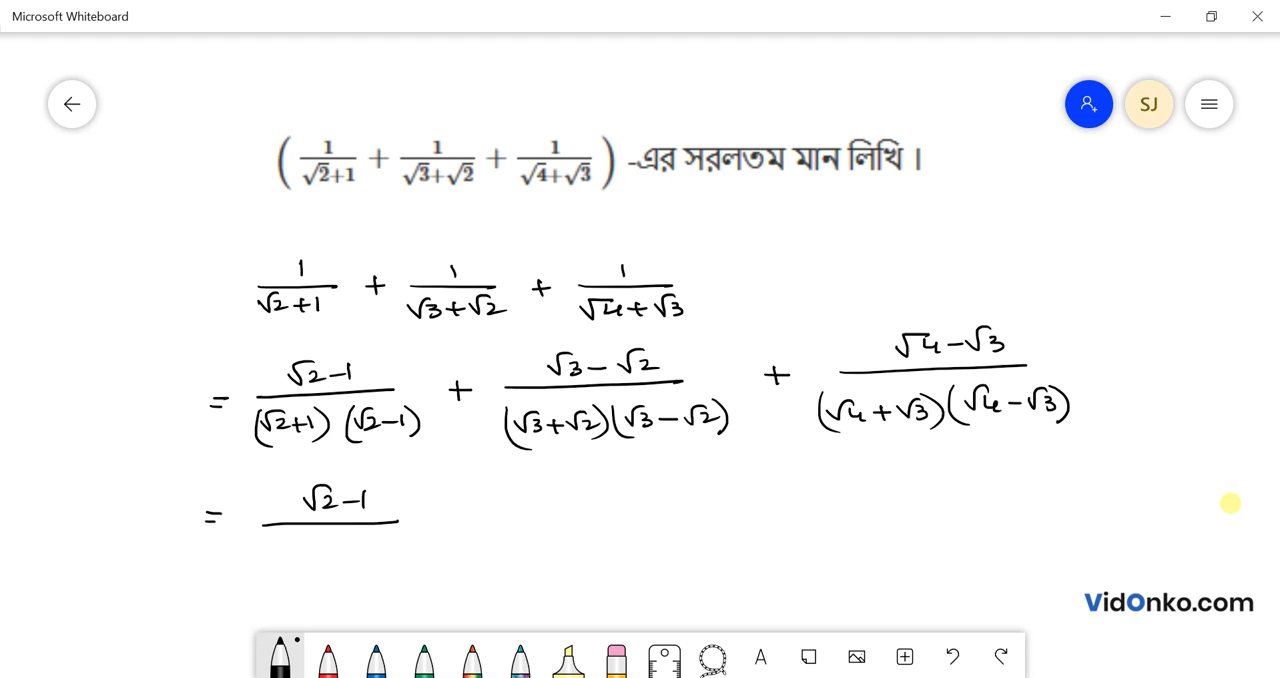 Microsoft Whiteboard
SJ
( 1/(√2+1) + 1/(√3+√2) + 1/(√4+√3) ) -এর সরলতম মান লিখি ।
1/(√2+1) + 1/(√3+√2) + 1/(√4+√3)
= (√2-1)/((√2+1)(√2-1)) + (√3-√2)/((√3+√2)(√3-√2)) + (√4-√3)/((√4+√3)(√4-√3))
= √2-1
VidOnko.com
A